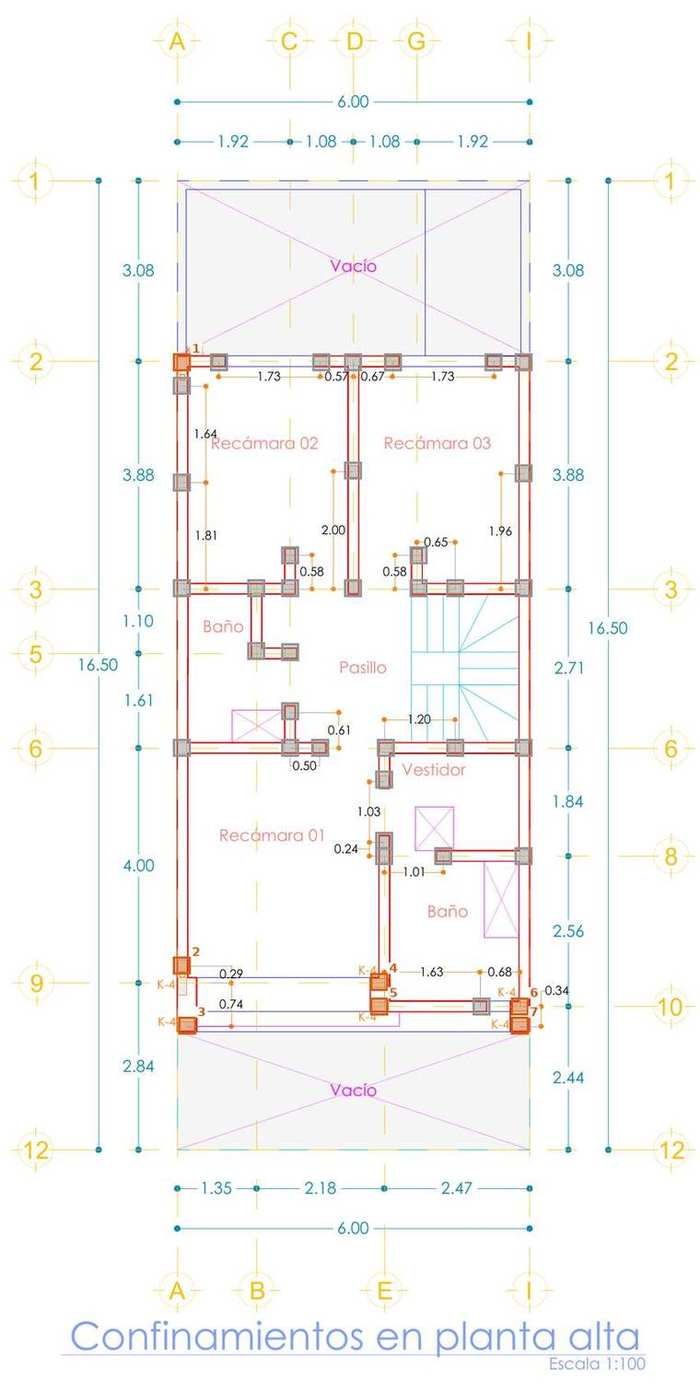 A C D G I
6.00
1.92 1.08 1.08 1.92
1 1
3.08 Vacío 3.08
1
2 2
1.73 0.57 0.67 1.73
1.64 Recámara 02 Recámara 03
3.88 3.88
2.00 1.96
1.81 0.65
0.58 0.58
3 3
1.10 Baño 16.50
5
16.50 Pasillo 2.71
1.61
0.61 1.20
6 6
0.50 Vestidor
1.84
1.03
Recámara 01
0.24
4.00 8
1.01
Baño
2.56
2
0.29 K-4 4 1.63 0.68
9 K-4 5 K-4 6 0.34
0.74 10
3 K-4 7
K-4 K-4
2.84 2.44
Vacío
12 12
1.35 2.18 2.47
6.00
A B E I
Confinamientos en planta alta
Escala 1:100